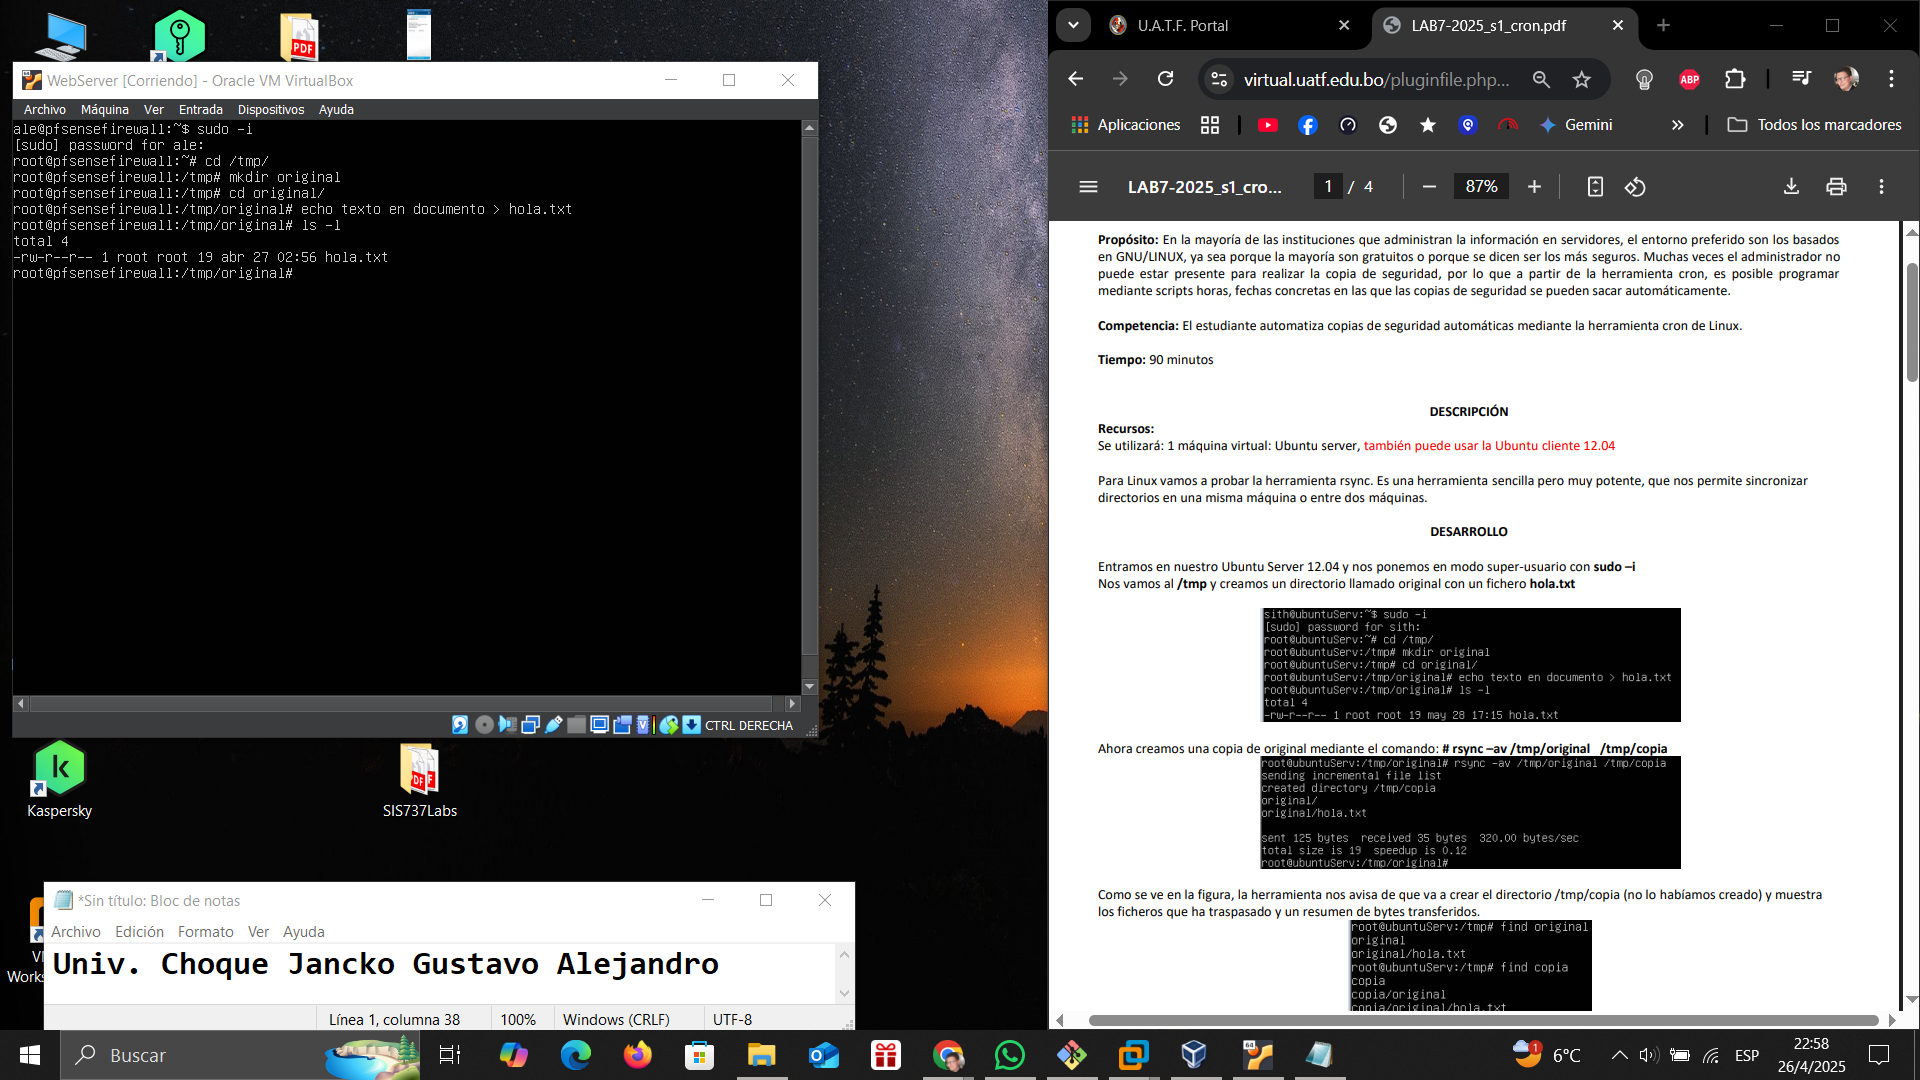 WebServer [Corriendo] - Oracle VM VirtualBox
Archivo Máquina Ver Entrada Dispositivos Ayuda
ale@pfsensefirewall:~$ sudo -i
[sudo] password for ale:
root@pfsensefirewall:~# cd /tmp/
root@pfsensefirewall:/tmp# mkdir original
root@pfsensefirewall:/tmp# cd original/
root@pfsensefirewall:/tmp/original# echo texto en documento > hola.txt
root@pfsensefirewall:/tmp/original# ls -l
total 4
-rw-r--r-- 1 root root 19 abr 27 02:56 hola.txt
root@pfsensefirewall:/tmp/original#
CTRL DERECHA
Kaspersky
SIS737Labs
*Sin título: Bloc de notas
Archivo Edición Formato Ver Ayuda
Univ. Choque Jancko Gustavo Alejandro
Línea 1, columna 38 100% Windows (CRLF) UTF-8
U.A.T.F. Portal
LAB7-2025_s1_cron.pdf
virtual.uatf.edu.bo/pluginfile.php...
ABP
Aplicaciones
Gemini
Todos los marcadores
LAB7-2025_s1_cro... 1 / 4 87%
Propósito: En la mayoría de las instituciones que administran la información en servidores, el entorno preferido son los basados
en GNU/LINUX, ya sea porque la mayoría son gratuitos o porque se dicen ser los más seguros. Muchas veces el administrador no
puede estar presente para realizar la copia de seguridad, por lo que a partir de la herramienta cron, es posible programar
mediante scripts horas, fechas concretas en las que las copias de seguridad se pueden sacar automáticamente.
Competencia: El estudiante automatiza copias de seguridad automáticas mediante la herramienta cron de Linux.
Tiempo: 90 minutos
DESCRIPCIÓN
Recursos:
Se utilizará: 1 máquina virtual: Ubuntu server, también puede usar la Ubuntu cliente 12.04
Para Linux vamos a probar la herramienta rsync. Es una herramienta sencilla pero muy potente, que nos permite sincronizar
directorios en una misma máquina o entre dos máquinas.
DESARROLLO
Entramos en nuestro Ubuntu Server 12.04 y nos ponemos en modo super-usuario con sudo –i
Nos vamos al /tmp y creamos un directorio llamado original con un fichero hola.txt
sith@ubuntuServ:~$ sudo -i
[sudo] password for sith:
root@ubuntuServ:~# cd /tmp/
root@ubuntuServ:/tmp# mkdir original
root@ubuntuServ:/tmp# cd original/
root@ubuntuServ:/tmp/original# echo texto en documento > hola.txt
root@ubuntuServ:/tmp/original# ls -l
total 4
-rw-r--r-- 1 root root 19 may 28 17:15 hola.txt
Ahora creamos una copia de original mediante el comando: # rsync –av /tmp/original /tmp/copia
root@ubuntuServ:/tmp/original# rsync -av /tmp/original /tmp/copia
sending incremental file list
created directory /tmp/copia
original/
original/hola.txt
sent 125 bytes received 35 bytes 320.00 bytes/sec
total size is 19 speedup is 0.12
root@ubuntuServ:/tmp/original#
Como se ve en la figura, la herramienta nos avisa de que va a crear el directorio /tmp/copia (no lo habíamos creado) y muestra
los ficheros que ha traspasado y un resumen de bytes transferidos.
root@ubuntuServ:/tmp# find original
original
original/hola.txt
root@ubuntuServ:/tmp# find copia
copia
copia/original
copia/original/hola.txt
Buscar
6°C
ESP
22:58
26/4/2025